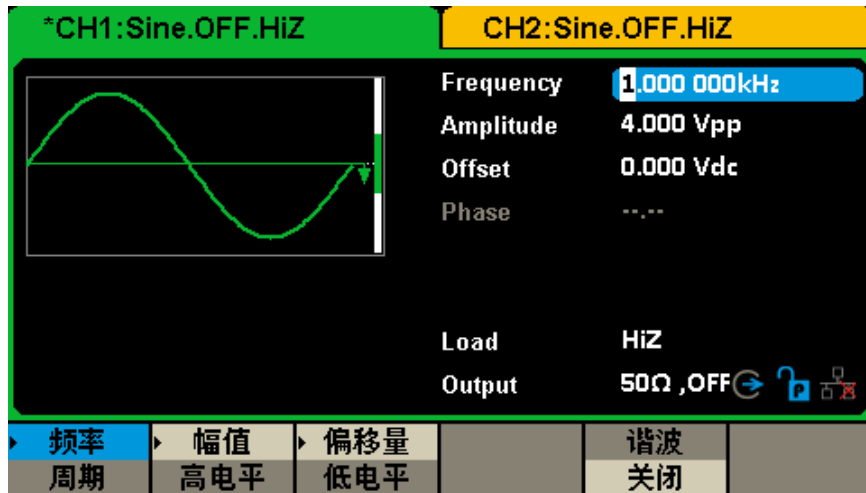 *CH1:Sine.OFF.HiZ CH2:Sine.OFF.HiZ
Frequency 1.000 000kHz
Amplitude 4.000 Vpp
Offset 0.000 Vdc
Phase --.--
Load HiZ
Output 50Ω ,OFF P
频率 幅值 偏移量 谐波
周期 高电平 低电平 关闭